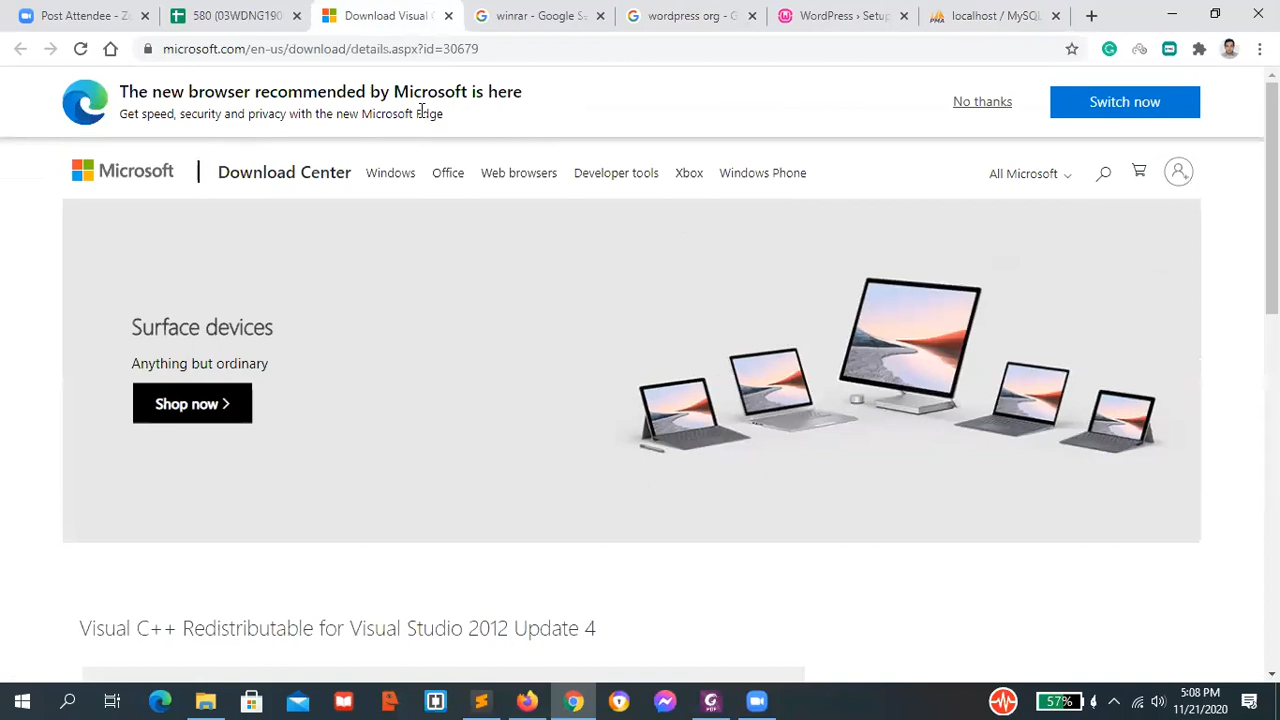 PostAttendee - Zo
580 (03WDNG190
Download Visual C
winrar - Google S
wordpress org - G
WordPress › Setup
localhost / MySQL
microsoft.com/en-us/download/details.aspx?id=30679
The new browser recommended by Microsoft is here
Get speed, security and privacy with the new Microsoft Edge
No thanks
Switch now
Microsoft
Download Center
Windows
Office
Web browsers
Developer tools
Xbox
Windows Phone
All Microsoft
Surface devices
Anything but ordinary
Shop now >
Visual C++ Redistributable for Visual Studio 2012 Update 4
57%
5:08 PM
11/21/2020